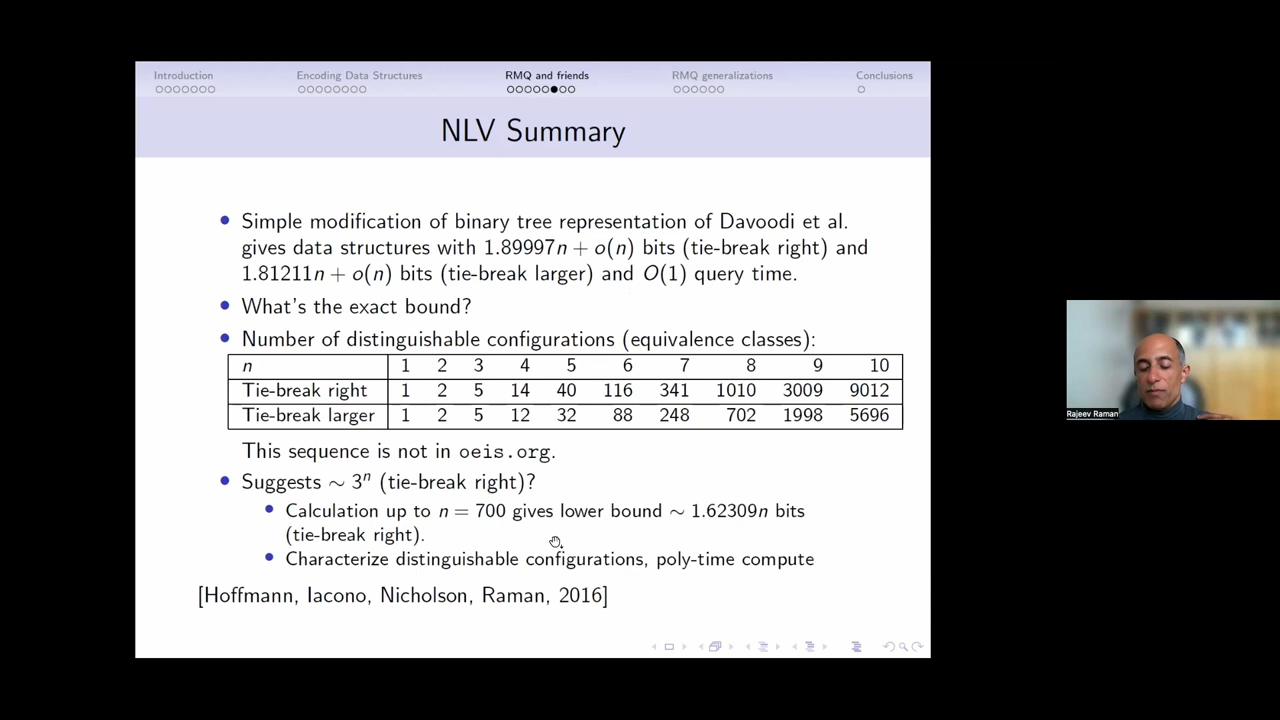 Introduction Encoding Data Structures RMQ and friends RMQ generalizations Conclusions
NLV Summary
Simple modification of binary tree representation of Davoodi et al.
gives data structures with 1.89997n + o(n) bits (tie-break right) and
1.81211n + o(n) bits (tie-break larger) and O(1) query time.
What's the exact bound?
Number of distinguishable configurations (equivalence classes):
n 1 2 3 4 5 6 7 8 9 10
Tie-break right 1 2 5 14 40 116 341 1010 3009 9012
Tie-break larger 1 2 5 12 32 88 248 702 1998 5696
This sequence is not in oeis.org.
Suggests ∼ 3ⁿ (tie-break right)?
Calculation up to n = 700 gives lower bound ∼ 1.62309n bits
(tie-break right).
Characterize distinguishable configurations, poly-time compute
[Hoffmann, Iacono, Nicholson, Raman, 2016]
Rajeev Raman